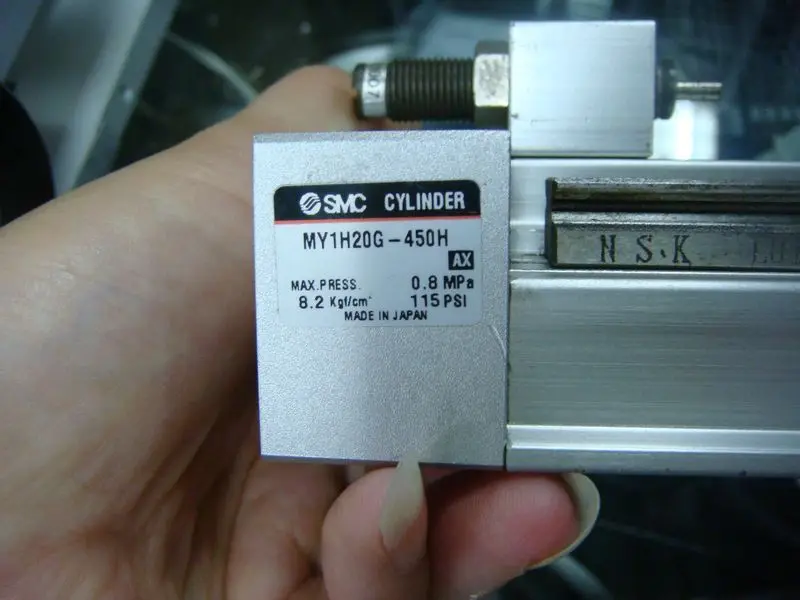 007
SMC CYLINDER
MY1H20G-450H
AX
MAX.PRESS. 0.8 MPa
8.2 Kgf/cm² 115 PSI
MADE IN JAPAN
N S.K